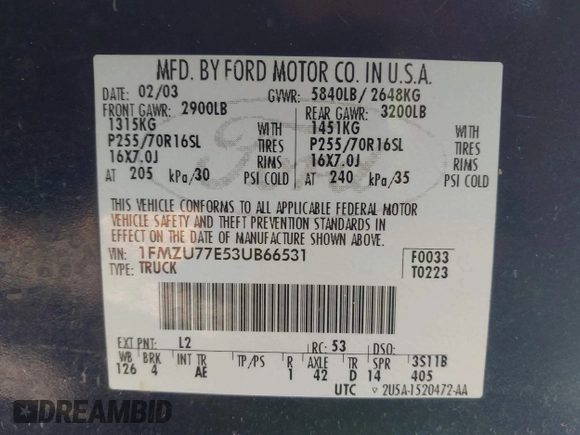 MFD. BY FORD MOTOR CO. IN U.S.A.
DATE: 02/03 GVWR: 5840LB/ 2648KG
FRONT GAWR: 2900LB REAR GAWR: 3200LB
1315KG WITH 1451KG WITH
P255/70R16SL TIRES P255/70R16SL TIRES
16X7.0J RIMS 16X7.0J RIMS
AT 205 kPa/30 PSI COLD AT 240 kPa/35 PSI COLD
THIS VEHICLE CONFORMS TO ALL APPLICABLE FEDERAL MOTOR
VEHICLE SAFETY AND THEFT PREVENTION STANDARDS IN
EFFECT ON THE DATE OF MANUFACTURE SHOWN ABOVE.
VIN: 1FMZU77E53UB66531 F0033
TYPE: TRUCK T0223
EXT PNT: L2 RC: 53 DSO:
WB BRK INT TR TP/PS R AXLE TR SPR 3S11B
126 4 AE 1 42 D 14 405
UTC 2U5A-1520472-AA
Ford
DREAMBID